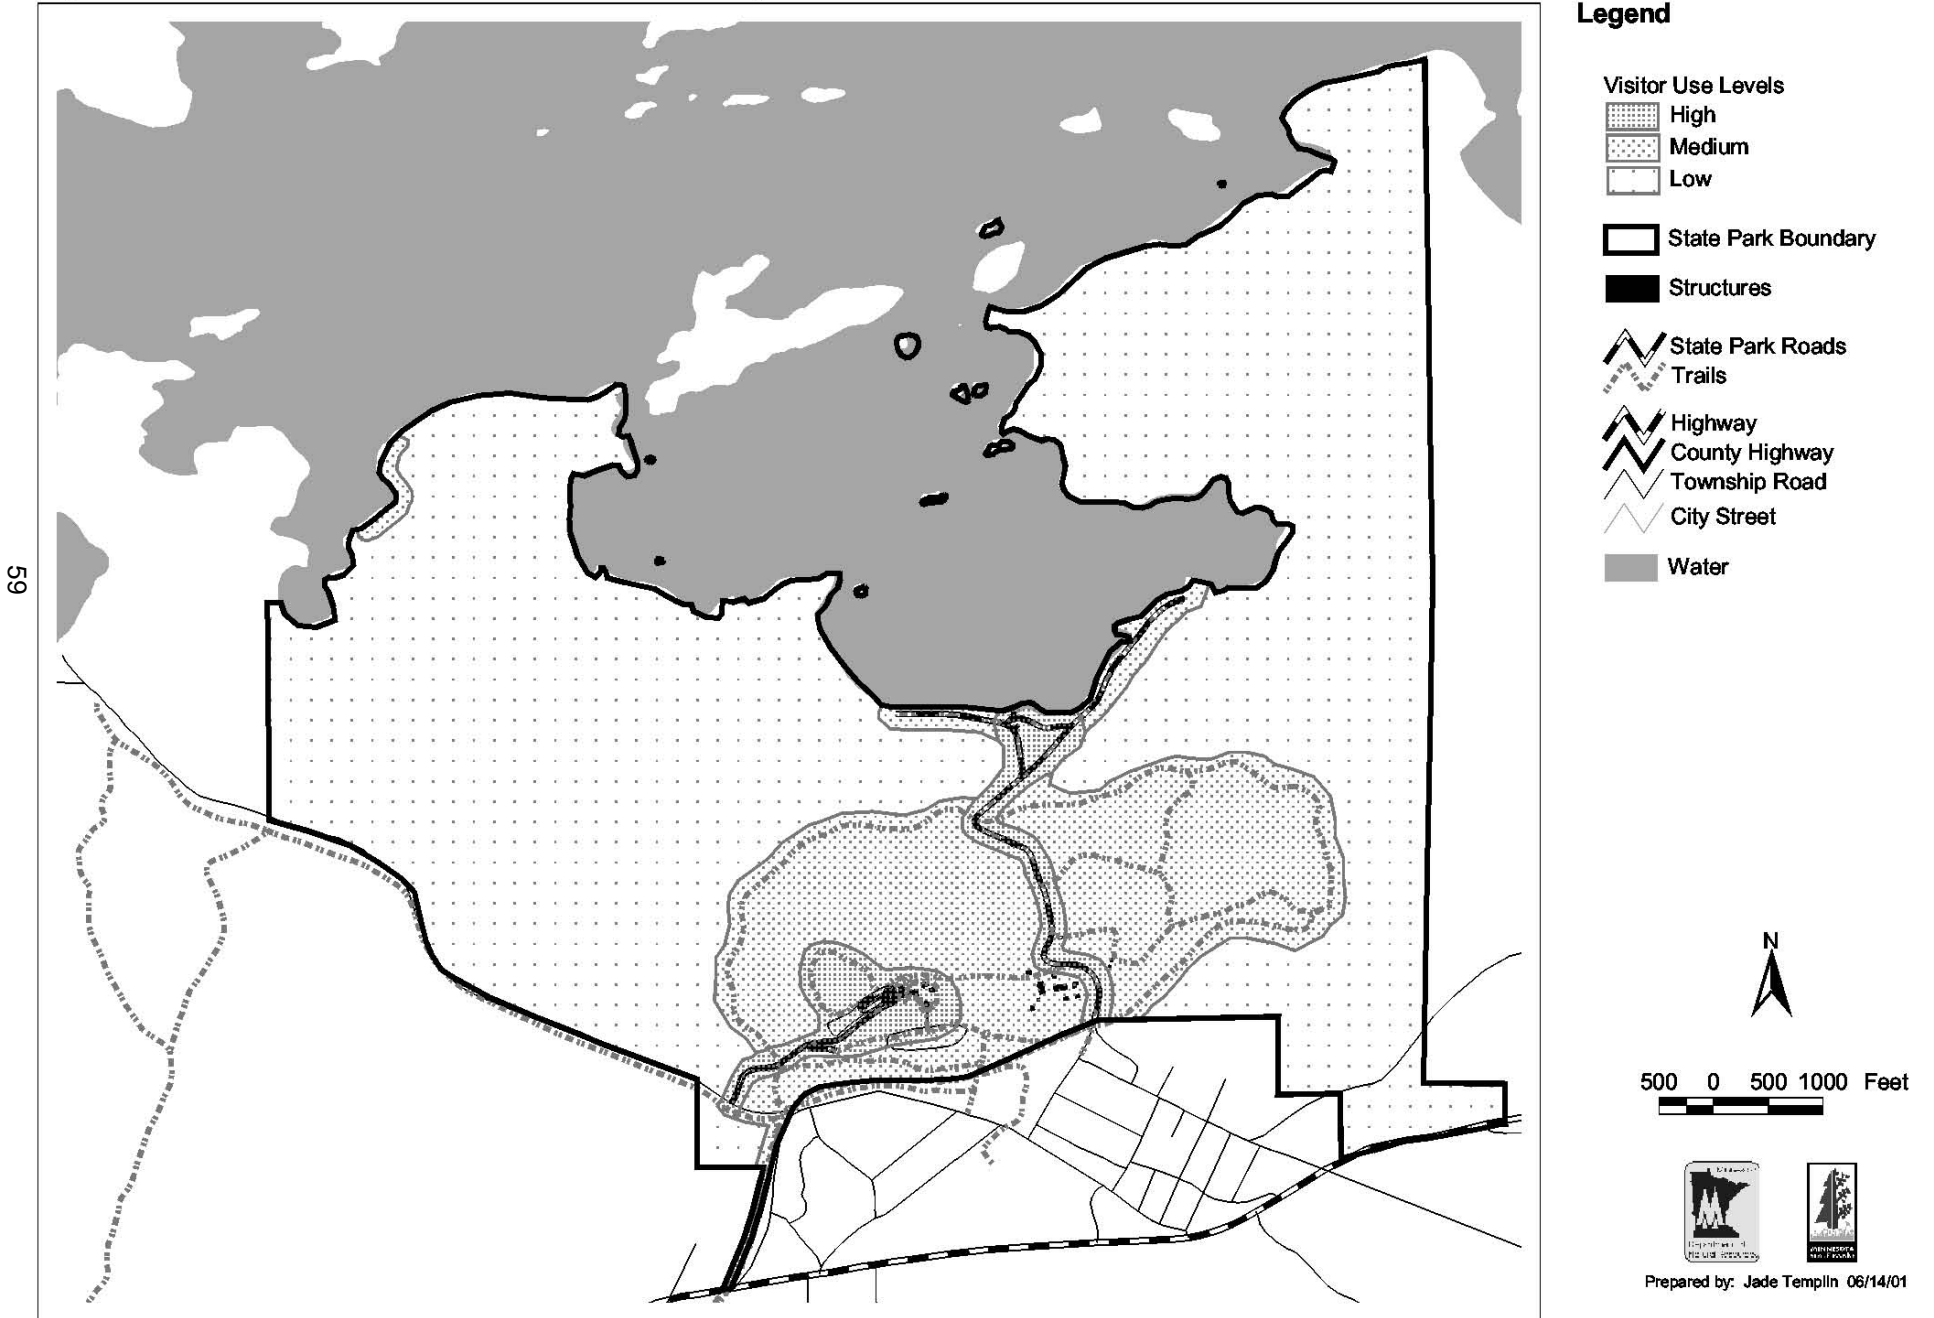 Legend
Visitor Use Levels
High
Medium
Low
State Park Boundary
Structures
State Park Roads
Trails
Highway
County Highway
Township Road
City Street
Water
59
N
500 0 500 1000 Feet
Prepared by: Jade Templin 06/14/01